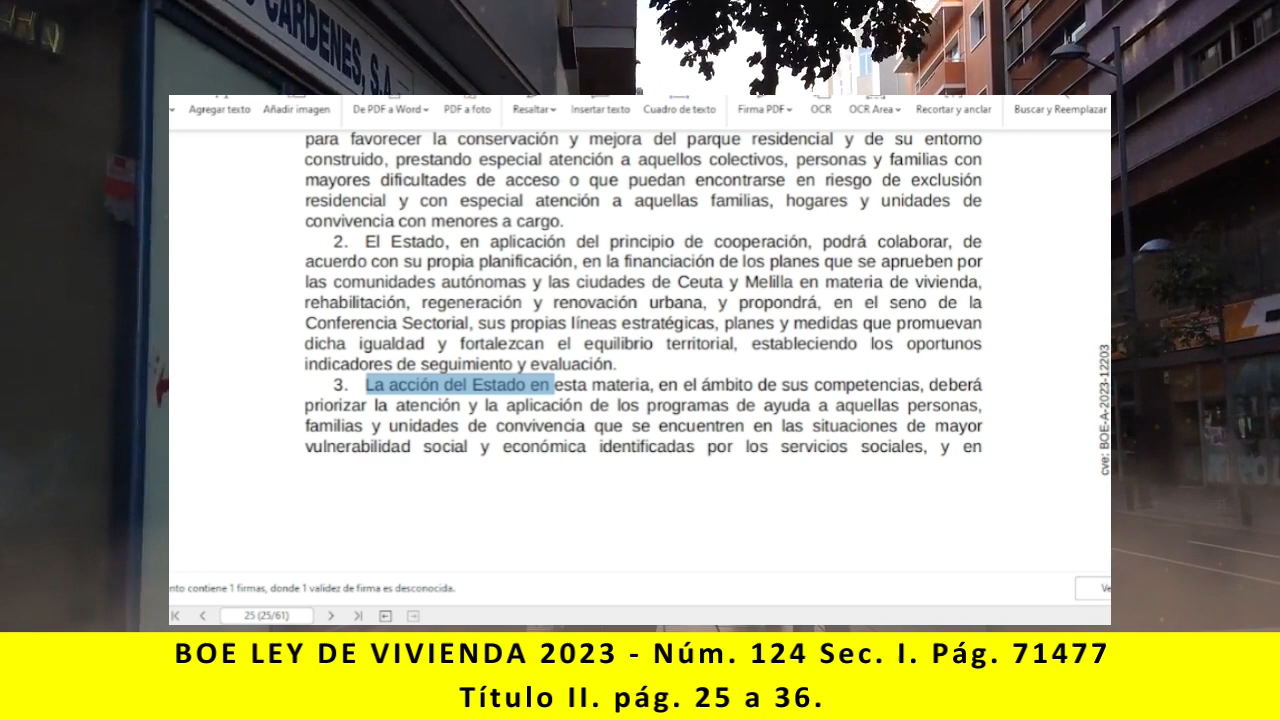 CÁRDENES, S.A.
Agregar texto Añadir imagen De PDF a Word PDF a foto Resaltar Insertar texto Cuadro de texto Firma PDF OCR OCR Area Recortar y anclar Buscar y Reemplazar
para favorecer la conservación y mejora del parque residencial y de su entorno
construido, prestando especial atención a aquellos colectivos, personas y familias con
mayores dificultades de acceso o que puedan encontrarse en riesgo de exclusión
residencial y con especial atención a aquellas familias, hogares y unidades de
convivencia con menores a cargo.
2. El Estado, en aplicación del principio de cooperación, podrá colaborar, de
acuerdo con su propia planificación, en la financiación de los planes que se aprueben por
las comunidades autónomas y las ciudades de Ceuta y Melilla en materia de vivienda,
rehabilitación, regeneración y renovación urbana, y propondrá, en el seno de la
Conferencia Sectorial, sus propias líneas estratégicas, planes y medidas que promuevan
dicha igualdad y fortalezcan el equilibrio territorial, estableciendo los oportunos
indicadores de seguimiento y evaluación.
3. La acción del Estado en esta materia, en el ámbito de sus competencias, deberá
priorizar la atención y la aplicación de los programas de ayuda a aquellas personas,
familias y unidades de convivencia que se encuentren en las situaciones de mayor
vulnerabilidad social y económica identificadas por los servicios sociales, y en
cve: BOE-A-2023-12203
nto contiene 1 firmas, donde 1 validez de firma es desconocida.
Ve
25 (25/61)
BOE LEY DE VIVIENDA 2023 - Núm. 124 Sec. I. Pág. 71477
Título II. pág. 25 a 36.